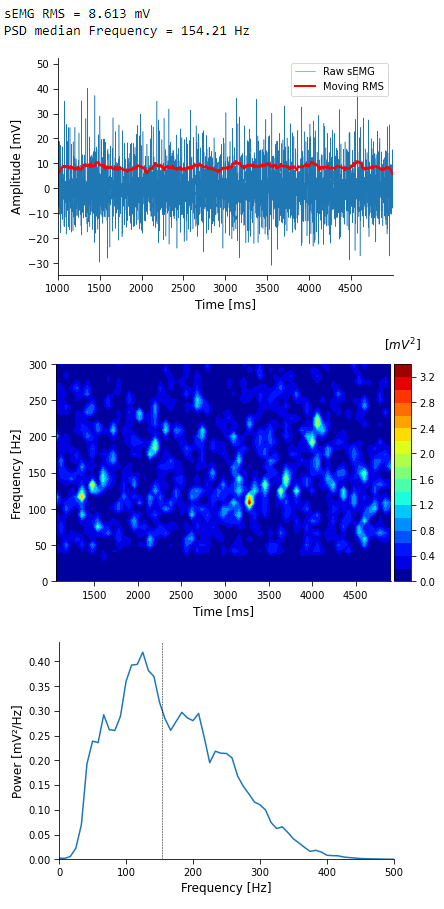 sEMG RMS = 8.613 mV
PSD median Frequency = 154.21 Hz
50
40
30
20
10
0
−10
−20
−30
Amplitude [mV]
Raw sEMG
Moving RMS
1000 1500 2000 2500 3000 3500 4000 4500
Time [ms]
[mV²]
300
250
200
150
100
50
0
Frequency [Hz]
1500 2000 2500 3000 3500 4000 4500
Time [ms]
3.2
2.8
2.4
2.0
1.6
1.2
0.8
0.4
0.0
0.40
0.35
0.30
0.25
0.20
0.15
0.10
0.05
0.00
Power [mV²/Hz]
0 100 200 300 400 500
Frequency [Hz]